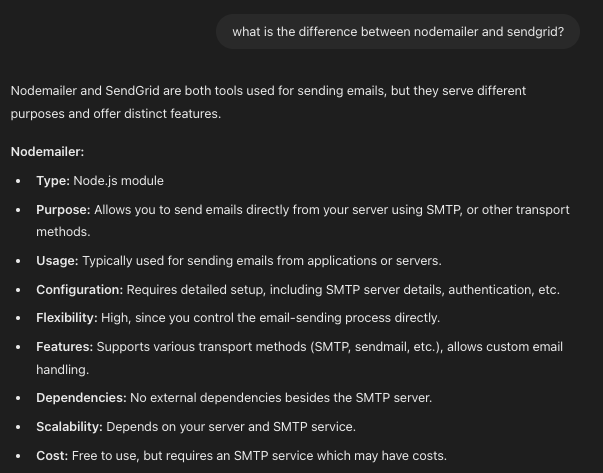 what is the difference between nodemailer and sendgrid?
Nodemailer and SendGrid are both tools used for sending emails, but they serve different
purposes and offer distinct features.
Nodemailer:
• Type: Node.js module
• Purpose: Allows you to send emails directly from your server using SMTP, or other transport
methods.
• Usage: Typically used for sending emails from applications or servers.
• Configuration: Requires detailed setup, including SMTP server details, authentication, etc.
• Flexibility: High, since you control the email-sending process directly.
• Features: Supports various transport methods (SMTP, sendmail, etc.), allows custom email
handling.
• Dependencies: No external dependencies besides the SMTP server.
• Scalability: Depends on your server and SMTP service.
• Cost: Free to use, but requires an SMTP service which may have costs.